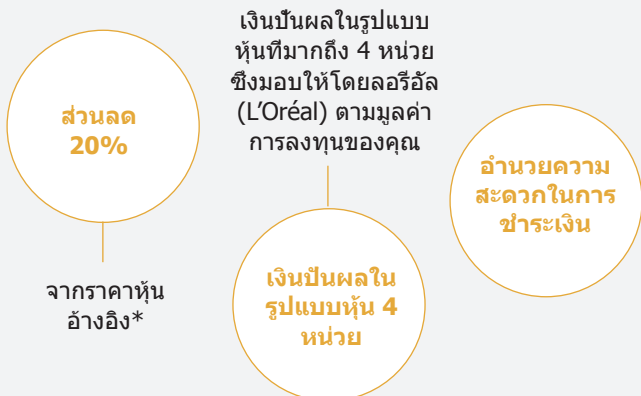 ส่วนลด
20%
จากราคาหุ้น
อ้างอิง*
เงินปันผลในรูปแบบ
หุ้นที่มากถึง 4 หน่วย
ซึ่งมอบให้โดยลอรีอัล
(L’Oréal) ตามมูลค่า
การลงทุนของคุณ
เงินปันผลใน
รูปแบบหุ้น 4
หน่วย
อำนวยความ
สะดวกในการ
ชำระเงิน